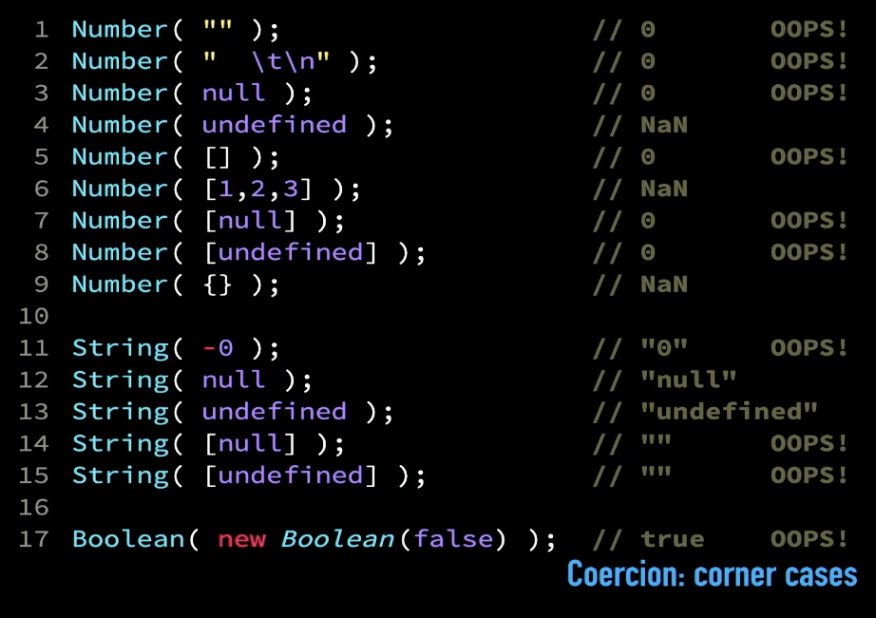 1 Number( "" ); // 0 OOPS!
2 Number( "  \t\n" ); // 0 OOPS!
3 Number( null ); // 0 OOPS!
4 Number( undefined ); // NaN
5 Number( [] ); // 0 OOPS!
6 Number( [1,2,3] ); // NaN
7 Number( [null] ); // 0 OOPS!
8 Number( [undefined] ); // 0 OOPS!
9 Number( {} ); // NaN
10
11 String( -0 ); // "0" OOPS!
12 String( null ); // "null"
13 String( undefined ); // "undefined"
14 String( [null] ); // "" OOPS!
15 String( [undefined] ); // "" OOPS!
16
17 Boolean( new Boolean(false) ); // true OOPS!
Coercion: corner cases